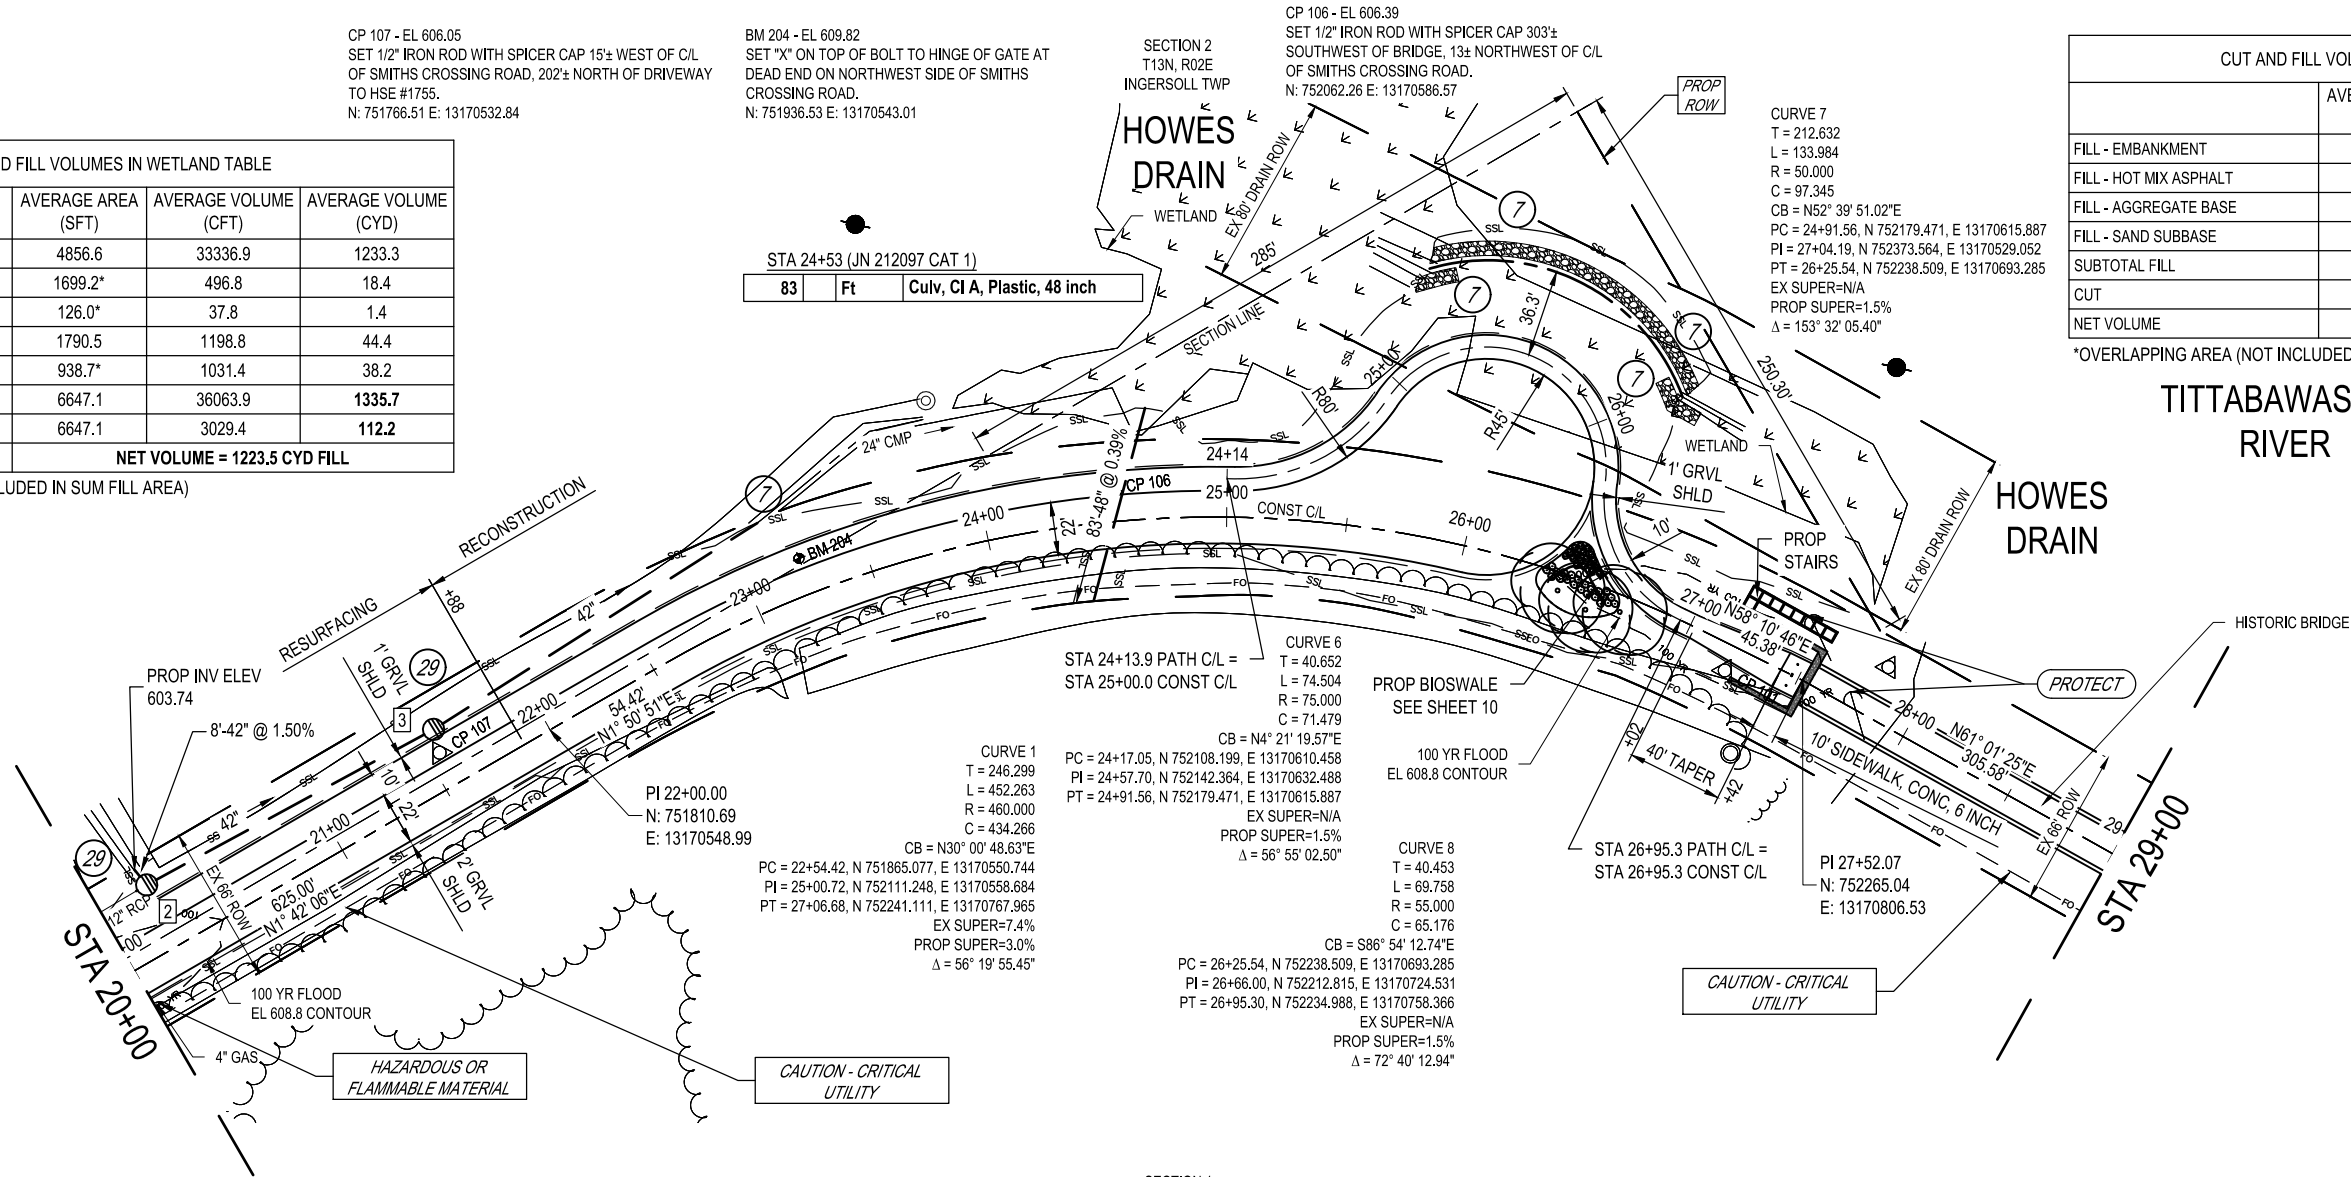 CP 107 - EL 606.05
SET 1/2" IRON ROD WITH SPICER CAP 15'± WEST OF C/L
OF SMITHS CROSSING ROAD, 202'± NORTH OF DRIVEWAY
TO HSE #1755.
N: 751766.51 E: 13170532.84
BM 204 - EL 609.82
SET "X" ON TOP OF BOLT TO HINGE OF GATE AT
DEAD END ON NORTHWEST SIDE OF SMITHS
CROSSING ROAD.
N: 751936.53 E: 13170543.01
SECTION 2
T13N, R02E
INGERSOLL TWP
CP 106 - EL 606.39
SET 1/2" IRON ROD WITH SPICER CAP 303'±
SOUTHWEST OF BRIDGE, 13± NORTHWEST OF C/L
OF SMITHS CROSSING ROAD.
N: 752062.26 E: 13170586.57
D FILL VOLUMES IN WETLAND TABLE
AVERAGE AREA (SFT) AVERAGE VOLUME (CFT) AVERAGE VOLUME (CYD)
4856.6 33336.9 1233.3
1699.2* 496.8 18.4
126.0* 37.8 1.4
1790.5 1198.8 44.4
938.7* 1031.4 38.2
6647.1 36063.9 1335.7
6647.1 3029.4 112.2
NET VOLUME = 1223.5 CYD FILL
LUDED IN SUM FILL AREA)
STA 24+53 (JN 212097 CAT 1)
83 Ft Culv, Cl A, Plastic, 48 inch
HOWES
DRAIN
WETLAND
EX 80' DRAIN ROW
285'
SECTION LINE
PROP
ROW
CURVE 7
T = 212.632
L = 133.984
R = 50.000
C = 97.345
CB = N52° 39' 51.02"E
PC = 24+91.56, N 752179.471, E 13170615.887
PI = 27+04.19, N 752373.564, E 13170529.052
PT = 26+25.54, N 752238.509, E 13170693.285
EX SUPER=N/A
PROP SUPER=1.5%
Δ = 153° 32' 05.40"
CUT AND FILL VOL
AVE
FILL - EMBANKMENT
FILL - HOT MIX ASPHALT
FILL - AGGREGATE BASE
FILL - SAND SUBBASE
SUBTOTAL FILL
CUT
NET VOLUME
*OVERLAPPING AREA (NOT INCLUDED
TITTABAWAS
RIVER
HOWES
DRAIN
EX 80' DRAIN ROW
250.30'
7
7
7
7
7
36.3'
R80'
R45'
25+00
26+00
SSL
WETLAND
1' GRVL
SHLD
10'
PROP
STAIRS
HISTORIC BRIDGE
PROTECT
24" CMP
83'-48" @ 0.39%
CP 106
24+14
25+00
CONST C/L
26+00
24+00
22'
BM 204
23+00
RECONSTRUCTION
RESURFACING
+88
42"
1' GRVL
SHLD
29
3
CP 107
22+00
54.42'
N1° 50' 51"E
PROP INV ELEV
603.74
8'-42" @ 1.50%
10'
22'
21+00
42"
29
12" RCP
2
EX 66' ROW
625.00'
N1° 42' 06"E
2' GRVL
SHLD
STA 20+00
100 YR FLOOD
EL 608.8 CONTOUR
4" GAS
HAZARDOUS OR
FLAMMABLE MATERIAL
CAUTION - CRITICAL
UTILITY
PI 22+00.00
N: 751810.69
E: 13170548.99
CURVE 1
T = 246.299
L = 452.263
R = 460.000
C = 434.266
CB = N30° 00' 48.63"E
PC = 22+54.42, N 751865.077, E 13170550.744
PI = 25+00.72, N 752111.248, E 13170558.684
PT = 27+06.68, N 752241.111, E 13170767.965
EX SUPER=7.4%
PROP SUPER=3.0%
Δ = 56° 19' 55.45"
STA 24+13.9 PATH C/L =
STA 25+00.0 CONST C/L
CURVE 6
T = 40.652
L = 74.504
R = 75.000
C = 71.479
CB = N4° 21' 19.57"E
PC = 24+17.05, N 752108.199, E 13170610.458
PI = 24+57.70, N 752142.364, E 13170632.488
PT = 24+91.56, N 752179.471, E 13170615.887
EX SUPER=N/A
PROP SUPER=1.5%
Δ = 56° 55' 02.50"
PROP BIOSWALE
SEE SHEET 10
100 YR FLOOD
EL 608.8 CONTOUR
CURVE 8
T = 40.453
L = 69.758
R = 55.000
C = 65.176
CB = S86° 54' 12.74"E
PC = 26+25.54, N 752238.509, E 13170693.285
PI = 26+66.00, N 752212.815, E 13170724.531
PT = 26+95.30, N 752234.988, E 13170758.366
EX SUPER=N/A
PROP SUPER=1.5%
Δ = 72° 40' 12.94"
27+00
N58° 10' 46"E
45.38'
CP 101
+02
40' TAPER
+42
STA 26+95.3 PATH C/L =
STA 26+95.3 CONST C/L
PI 27+52.07
N: 752265.04
E: 13170806.53
10' SIDEWALK, CONC, 6 INCH
28+00
N61° 01' 25"E
305.58'
EX 66' ROW
29
STA 29+00
CAUTION - CRITICAL
UTILITY